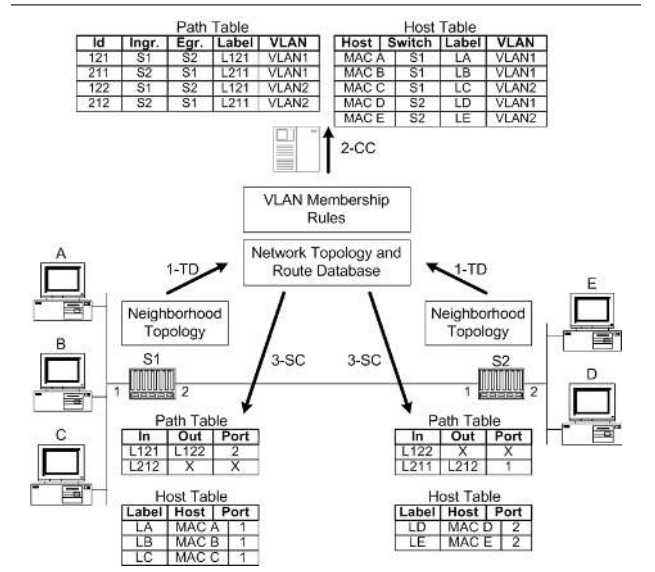 Path Table
Id Ingr. Egr. Label VLAN
121 S1 S2 L121 VLAN1
211 S2 S1 L211 VLAN1
122 S1 S2 L121 VLAN2
212 S2 S1 L211 VLAN2
Host Table
Host Switch Label VLAN
MAC A S1 LA VLAN1
MAC B S1 LB VLAN1
MAC C S1 LC VLAN2
MAC D S2 LD VLAN1
MAC E S2 LE VLAN2
2-CC
VLAN Membership
Rules
Network Topology and
Route Database
A
1-TD
1-TD
E
Neighborhood
Topology
Neighborhood
Topology
B
S1
3-SC
3-SC
S2
D
1 2
1 2
C
Path Table
In Out Port
L121 L122 2
L212 X X
Path Table
In Out Port
L122 X X
L211 L212 1
Host Table
Label Host Port
LA MAC A 1
LB MAC B 1
LC MAC C 1
Host Table
Label Host Port
LD MAC D 2
LE MAC E 2